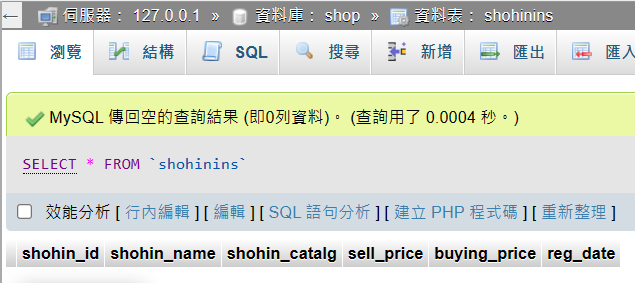 伺服器： 127.0.0.1 » 資料庫： shop » 資料表： shohinins
瀏覽 結構 SQL 搜尋 新增 匯出 匯入
MySQL 傳回空的查詢結果 (即0列資料)。 (查詢用了 0.0004 秒。)
SELECT * FROM `shohinins`
效能分析 [ 行內編輯 ] [ 編輯 ] [ SQL 語句分析 ] [ 建立 PHP 程式碼 ] [ 重新整理 ]
shohin_id shohin_name shohin_catalg sell_price buying_price reg_date